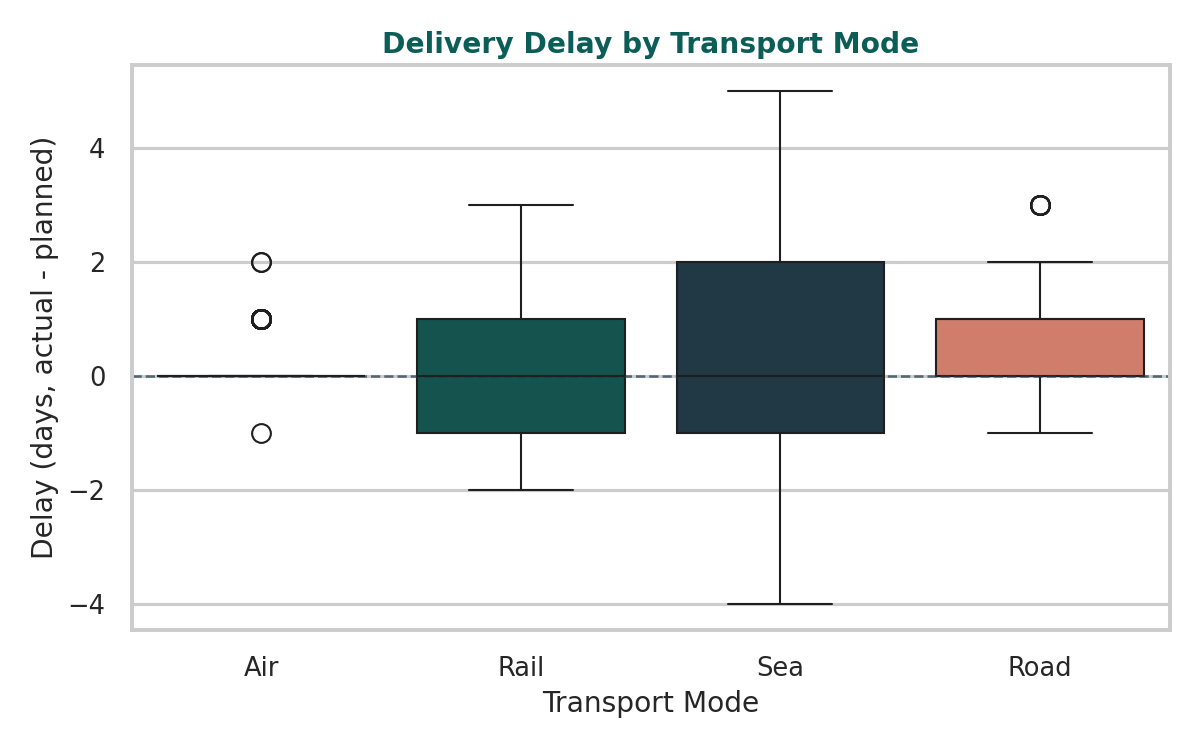 Delivery Delay by Transport Mode
Delay (days, actual - planned)
4
2
0
−2
−4
Air
Rail
Sea
Road
Transport Mode